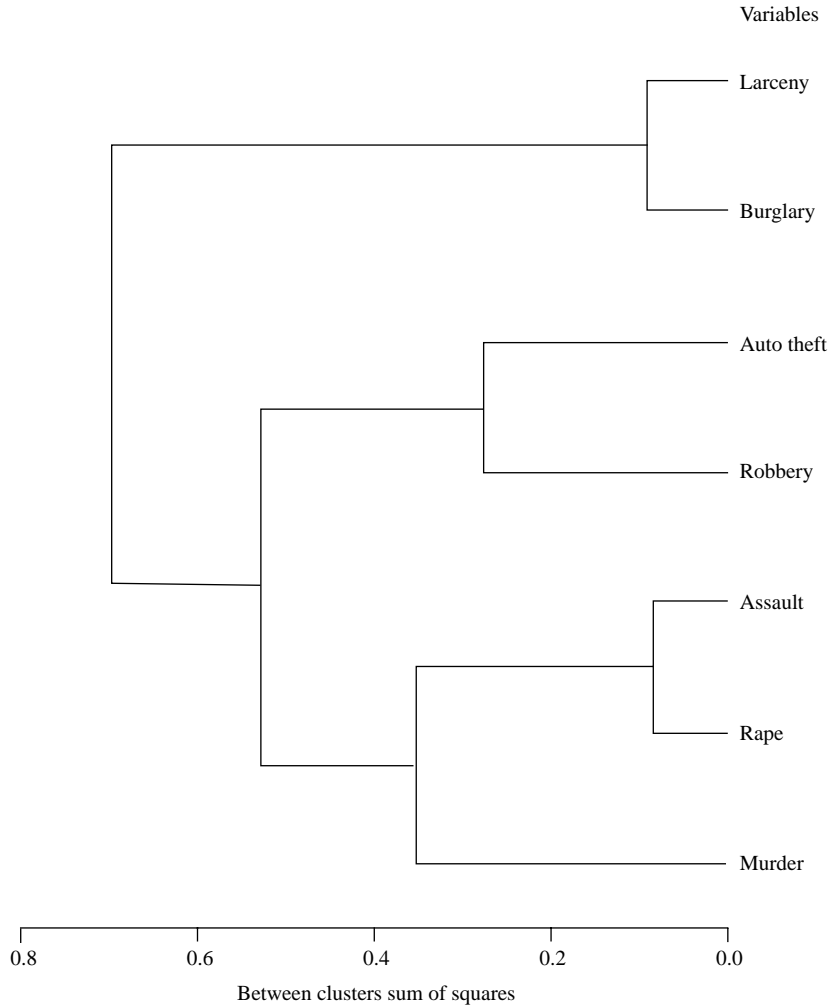 Variables
Larceny
Burglary
Auto theft
Robbery
Assault
Rape
Murder
0.8 0.6 0.4 0.2 0.0
Between clusters sum of squares